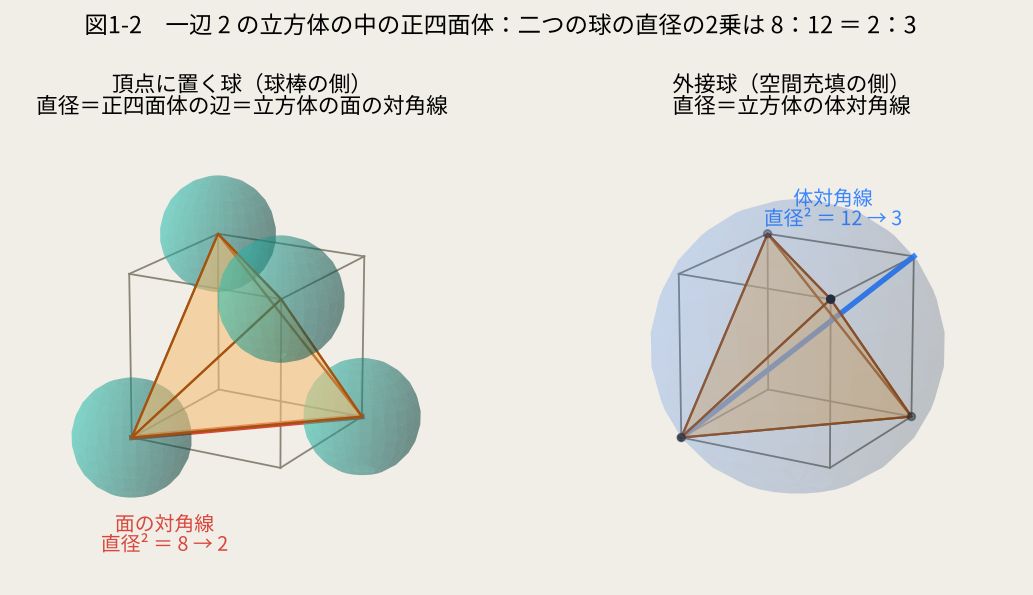 図1-2　一辺 2 の立方体の中の正四面体：二つの球の直径の2乗は 8：12 ＝ 2：3
頂点に置く球（球棒の側）
直径＝正四面体の辺＝立方体の面の対角線
外接球（空間充填の側）
直径＝立方体の体対角線
体対角線
直径² ＝ 12 → 3
面の対角線
直径² ＝ 8 → 2